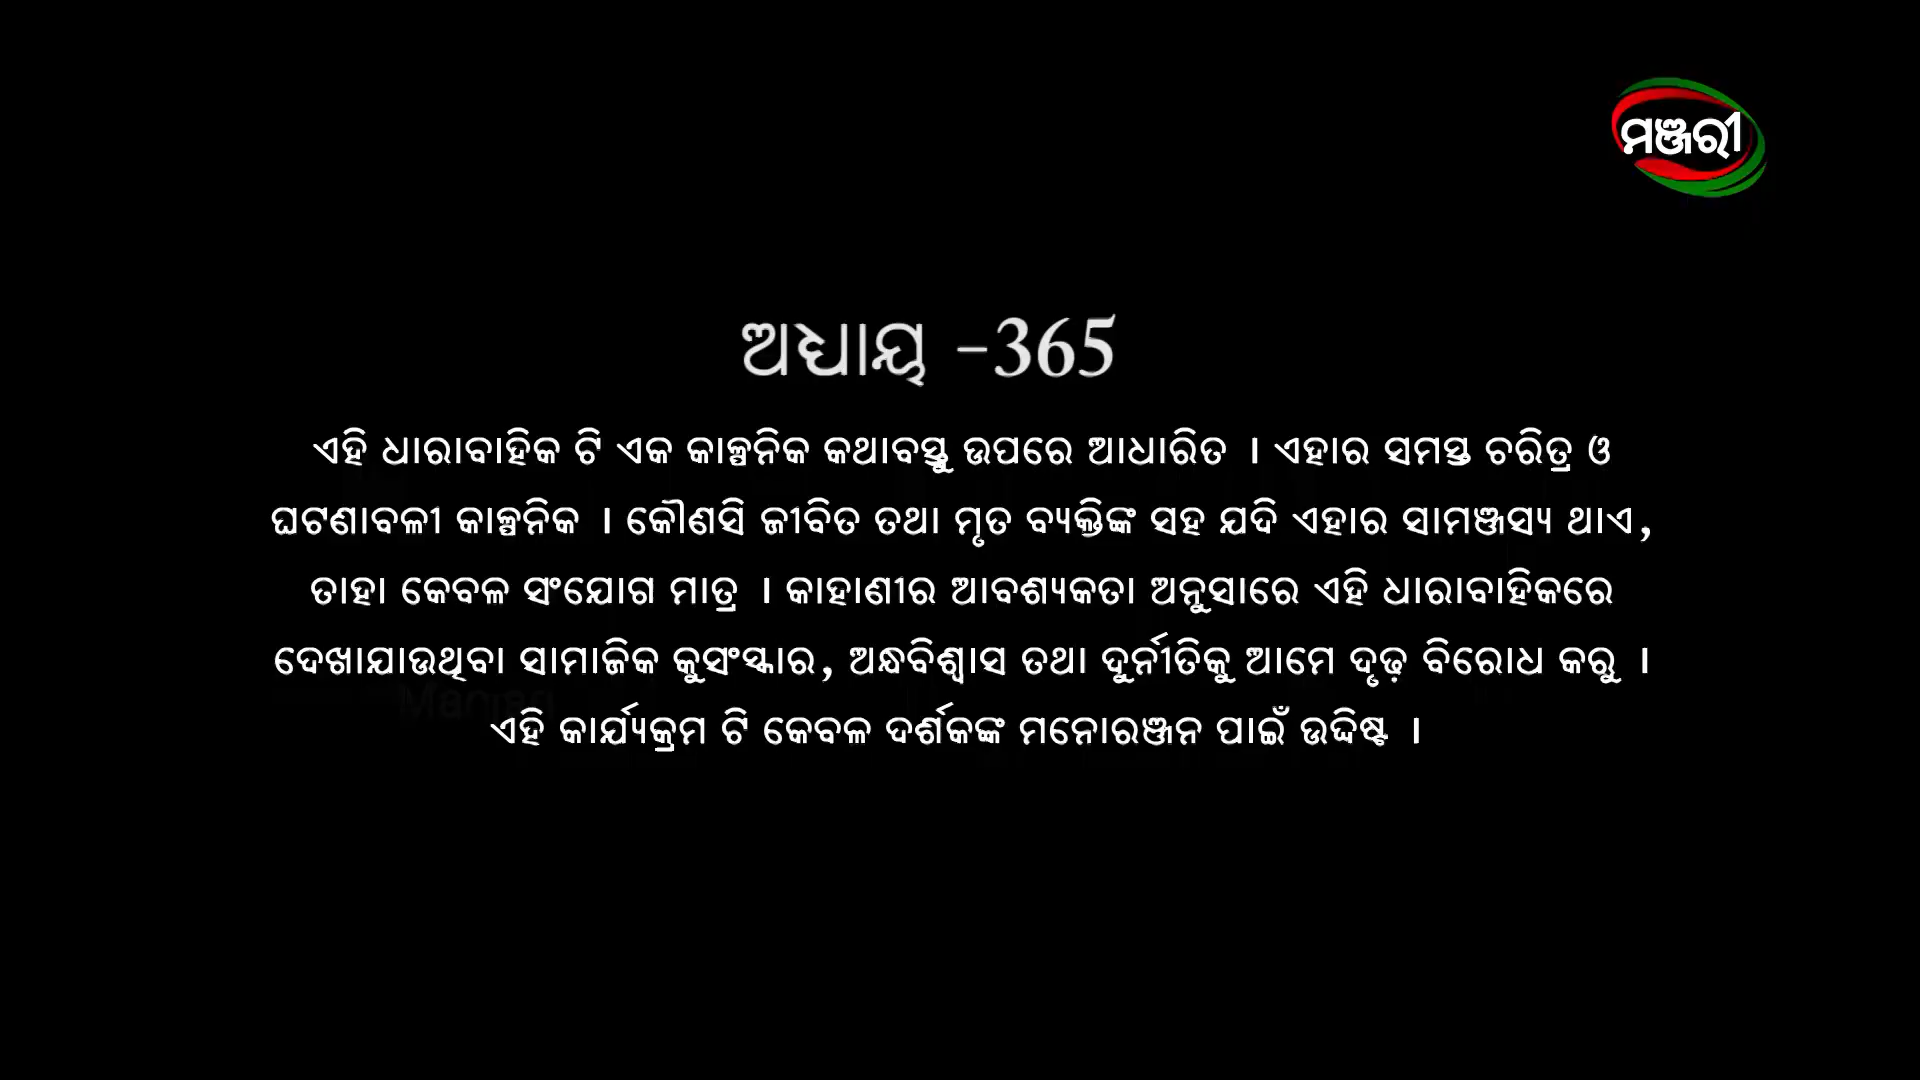 ମଞ୍ଜରୀ
ଅଧ୍ୟାୟ -365
ଏହି ଧାରାବାହିକ ଟି ଏକ କାଳ୍ପନିକ କଥାବସ୍ତୁ ଉପରେ ଆଧାରିତ । ଏହାର ସମସ୍ତ ଚରିତ୍ର ଓ
ଘଟଣାବଳୀ କାଳ୍ପନିକ । କୌଣସି ଜୀବିତ ତଥା ମୃତ ବ୍ୟକ୍ତିଙ୍କ ସହ ଯଦି ଏହାର ସାମଞ୍ଜସ୍ୟ ଥାଏ,
ତାହା କେବଳ ସଂଯୋଗ ମାତ୍ର । କାହାଣୀର ଆବଶ୍ୟକତା ଅନୁସାରେ ଏହି ଧାରାବାହିକରେ
ଦେଖାଯାଉଥିବା ସାମାଜିକ କୁସଂସ୍କାର, ଅନ୍ଧବିଶ୍ୱାସ ତଥା ଦୁର୍ନୀତିକୁ ଆମେ ଦୃଢ଼ ବିରୋଧ କରୁ ।
ଏହି କାର୍ଯ୍ୟକ୍ରମ ଟି କେବଳ ଦର୍ଶକଙ୍କ ମନୋରଞ୍ଜନ ପାଇଁ ଉଦ୍ଦିଷ୍ଟ ।